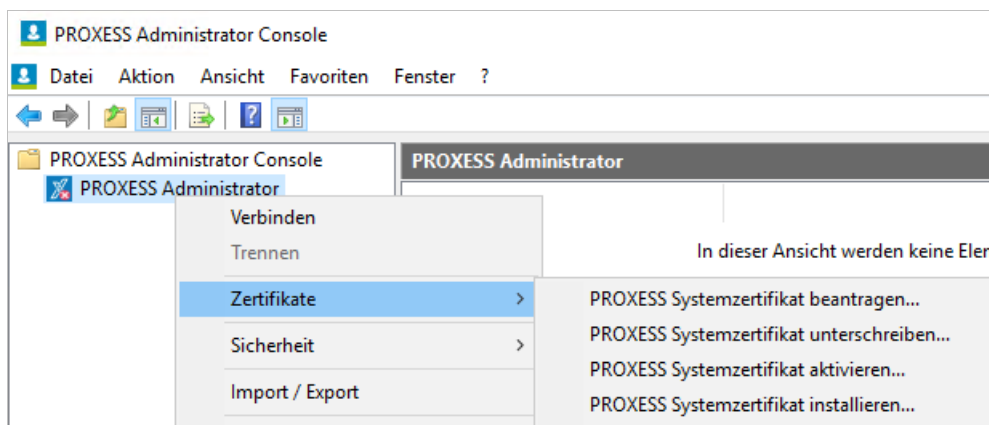 PROXESS Administrator Console
Datei Aktion Ansicht Favoriten Fenster ?
PROXESS Administrator Console
PROXESS Administrator
PROXESS Administrator
Verbinden
Trennen
In dieser Ansicht werden keine
Zertifikate
PROXESS Systemzertifikat beantragen...
PROXESS Systemzertifikat unterschreiben...
Sicherheit
PROXESS Systemzertifikat aktivieren...
Import / Export
PROXESS Systemzertifikat installieren...